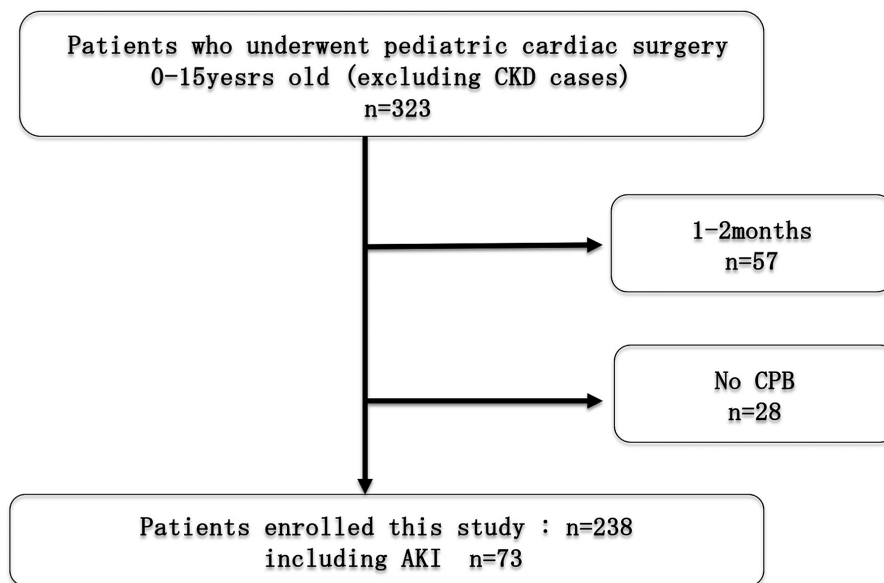 Patients who underwent pediatric cardiac surgery
0-15yesrs old (excluding CKD cases)
n=323
1-2months
n=57
No CPB
n=28
Patients enrolled this study : n=238
including AKI  n=73